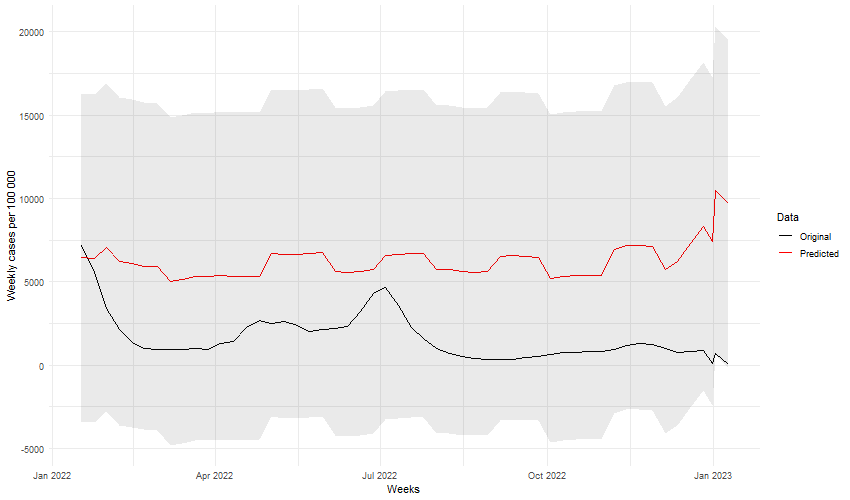 20000
15000
10000
5000
0
-5000
Weekly cases per 100 000
Jan 2022
Apr 2022
Jul 2022
Oct 2022
Jan 2023
Weeks
Data
Original
Predicted